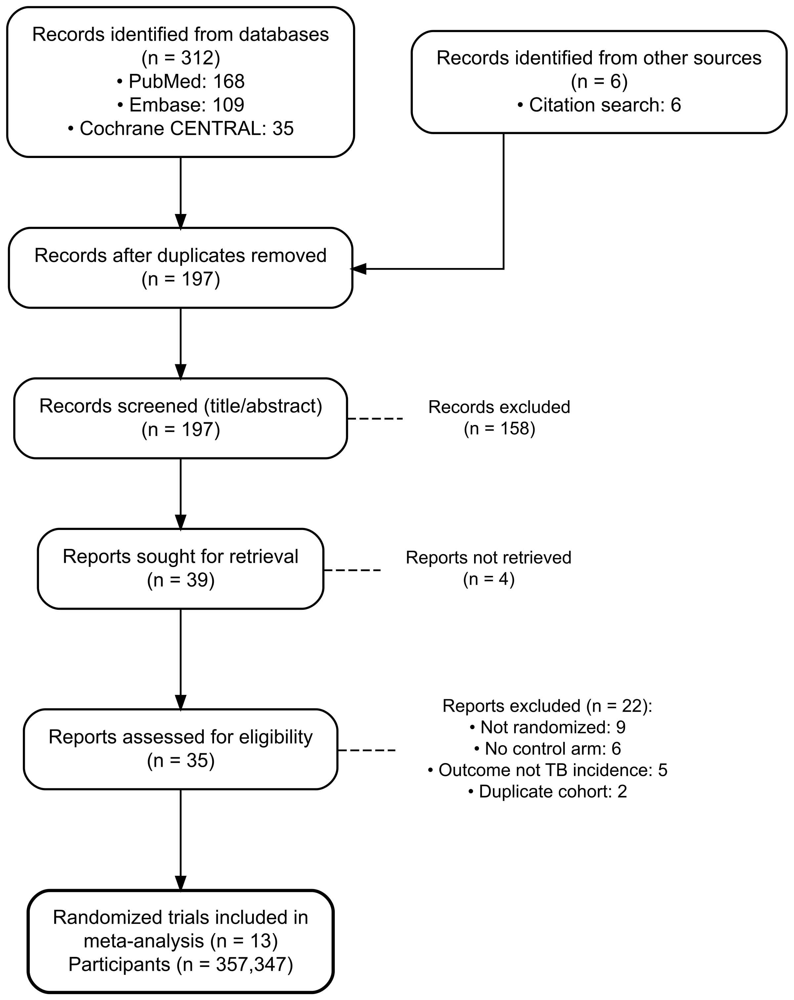 Records identified from databases
(n = 312)
• PubMed: 168
• Embase: 109
• Cochrane CENTRAL: 35
Records identified from other sources
(n = 6)
• Citation search: 6
Records after duplicates removed
(n = 197)
Records screened (title/abstract)
(n = 197)
Records excluded
(n = 158)
Reports sought for retrieval
(n = 39)
Reports not retrieved
(n = 4)
Reports assessed for eligibility
(n = 35)
Reports excluded (n = 22):
• Not randomized: 9
• No control arm: 6
• Outcome not TB incidence: 5
• Duplicate cohort: 2
Randomized trials included in
meta-analysis (n = 13)
Participants (n = 357,347)